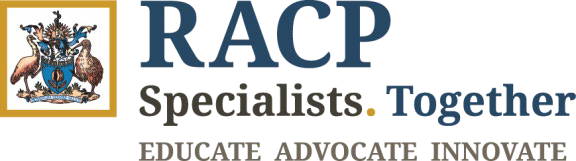 RACP
Specialists. Together
EDUCATE ADVOCATE INNOVATE